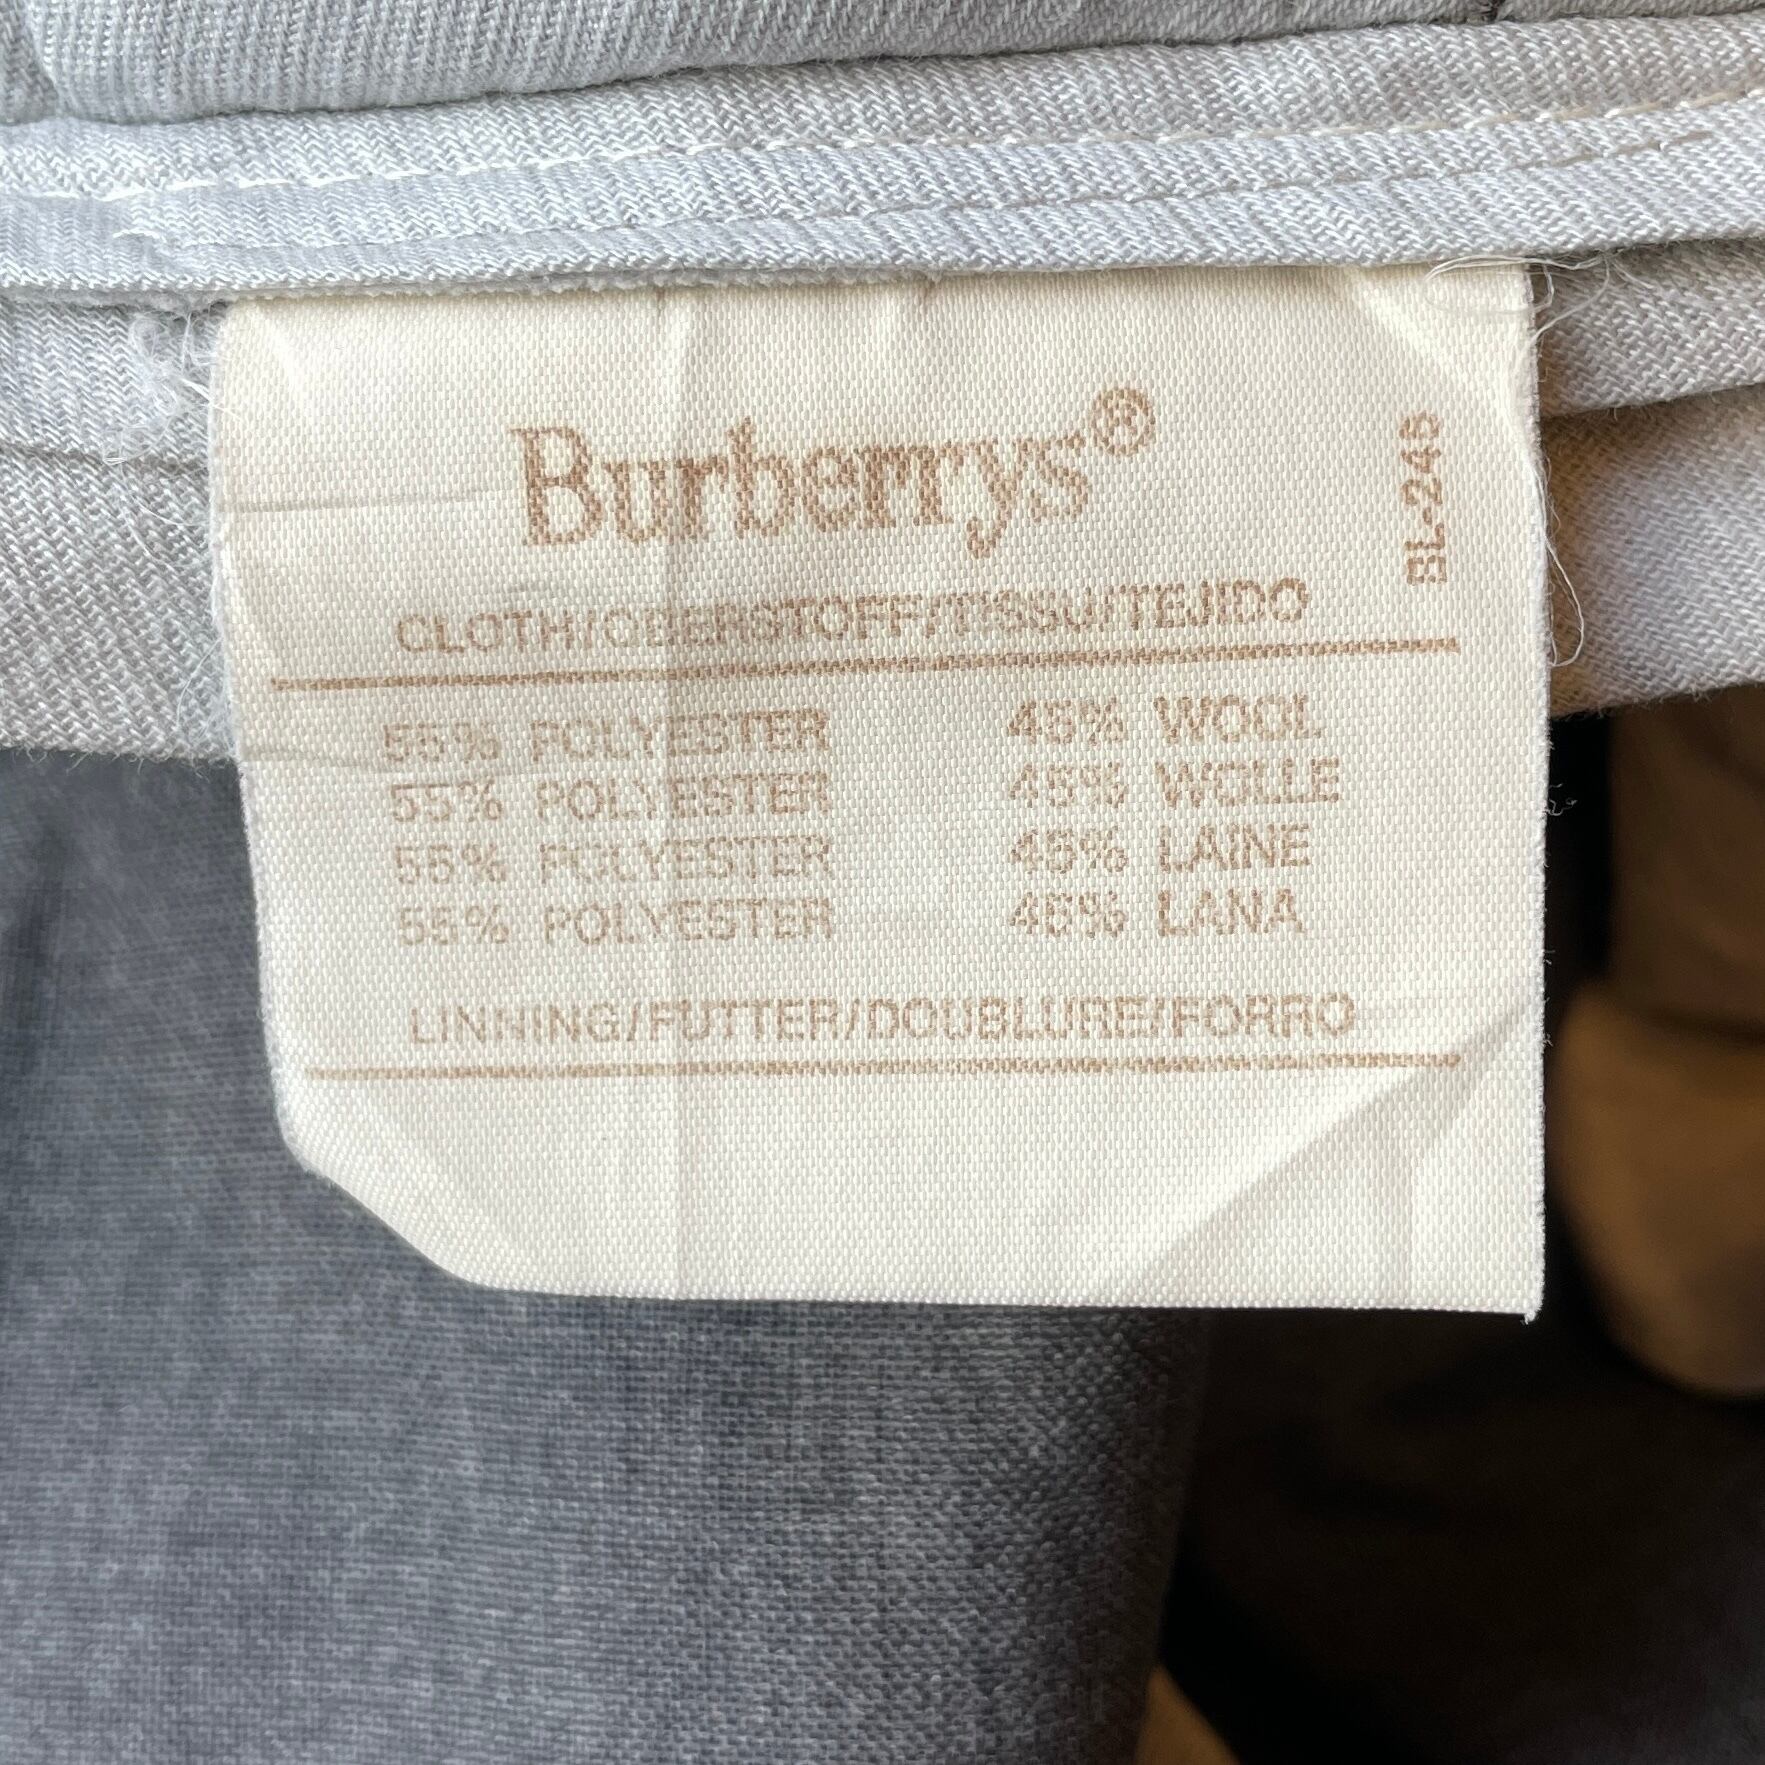 Burberrys®
BL-245
CLOTH/OBERSTOFF/TISSU/TEJIDO
55% POLYESTER 45% WOOL
55% POLYESTER 45% WOLLE
55% POLYESTER 45% LAINE
55% POLYESTER 45% LANA
LINNING/FUTTER/DOUBLURE/FORRO